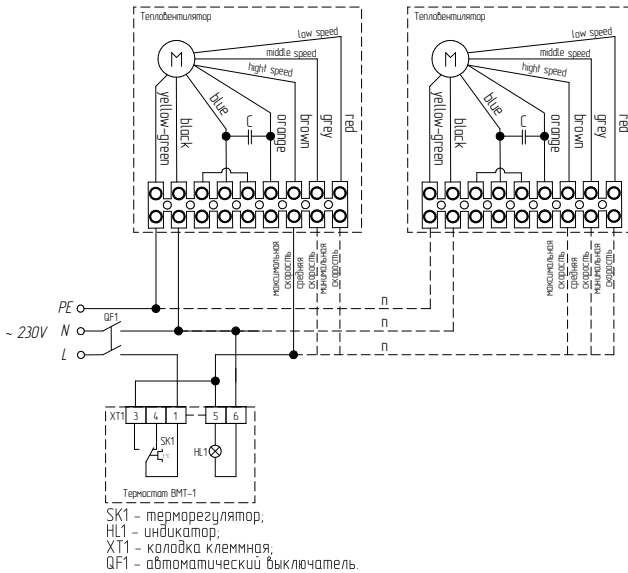 Тепловентилятор
Тепловентилятор
low speed
middle speed
hight speed
M
yellow-green
black
blue
C
orange
brown
grey
red
low speed
middle speed
hight speed
M
yellow-green
black
blue
C
orange
brown
grey
red
максимальная скорость
средняя скорость
минимальная скорость
максимальная скорость
средняя скорость
минимальная скорость
PE
n
~ 230V
N
QF1
n
L
n
XT1
3
4
1
5
6
SK1
t°C
HL1
Термостат ВМТ-1
SK1 – терморегулятор;
HL1 – индикатор;
XT1 – колодка клеммная;
QF1 – автоматический выключатель.